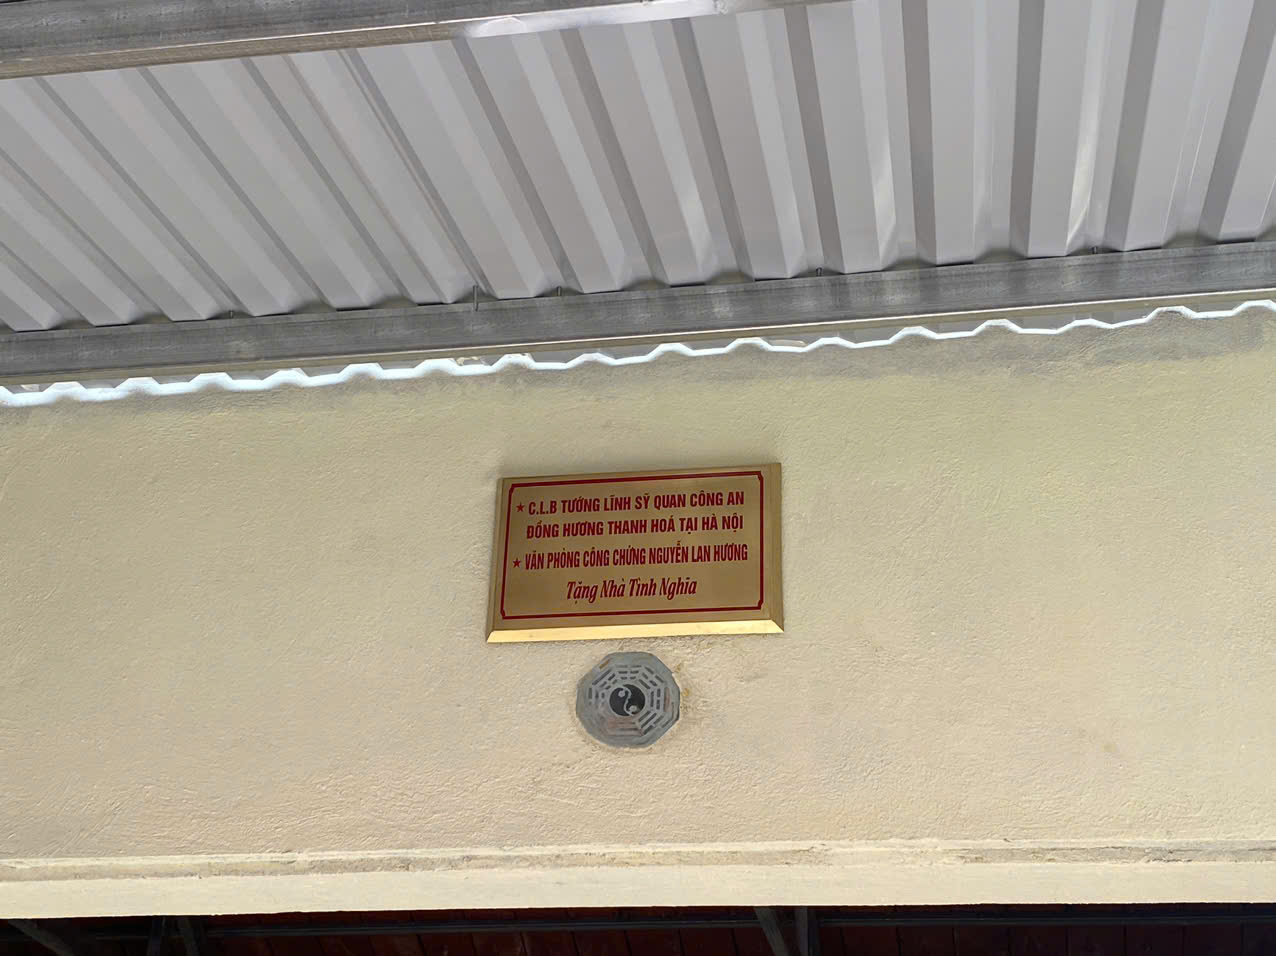 ★ C.L.B TƯỚNG LĨNH SỸ QUAN CÔNG AN
ĐỒNG HƯƠNG THANH HOÁ TẠI HÀ NỘI
★ VĂN PHÒNG CÔNG CHỨNG NGUYỄN LAN HƯƠNG
Tặng Nhà Tình Nghĩa